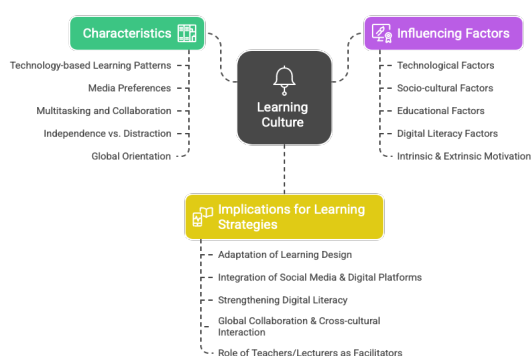 Characteristics
Technology-based Learning Patterns
Media Preferences
Multitasking and Collaboration
Independence vs. Distraction
Global Orientation
Learning
Culture
Influencing Factors
Technological Factors
Socio-cultural Factors
Educational Factors
Digital Literacy Factors
Intrinsic & Extrinsic Motivation
Implications for Learning
Strategies
Adaptation of Learning Design
Integration of Social Media & Digital Platforms
Strengthening Digital Literacy
Global Collaboration & Cross-cultural
Interaction
Role of Teachers/Lecturers as Facilitators